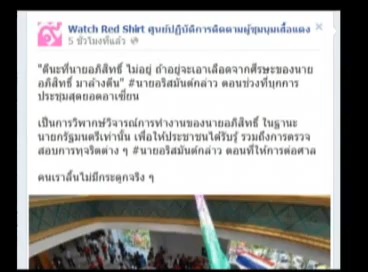 Watch Red Shirt ศูนย์ปฏิบัติการติดตามผู้ชุมนุมเสื้อแดง
5 ชั่วโมงที่แล้ว
"ดีนะที่นายอภิสิทธิ์ ไม่อยู่ ถ้าอยู่จะเอาเลือดจากศีรษะของนาย
อภิสิทธิ์ มาล้างตีน" #นายอริสมันต์กล่าว ตอนช่วงที่บุกการ
ประชุมสุดยอดอาเซียน
เป็นการวิพากษ์วิจารณ์การทำงานของนายอภิสิทธิ์ ในฐานะ
นายกรัฐมนตรีเท่านั้น เพื่อให้ประชาชนได้รับรู้ รวมถึงการตรวจ
สอบการทุจริตต่าง ๆ #นายอริสมันต์กล่าว ตอนที่ให้การต่อศาล
คนเราลิ้นไม่มีกระดูกจริง ๆ